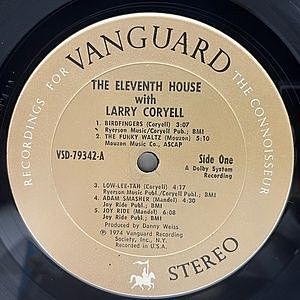 RECORDINGS FOR THE CONNOISSEUR
VANGUARD
THE ELEVENTH HOUSE
with
LARRY CORYELL
1. BIRDFINGERS (Coryell) 3:07
Ryerson Music/Coryell Pub.; BMI
2. THE FUNKY WALTZ (Mouzon) 5:10
Mouzon Music Co., ASCAP
VSD-79342-A
Side One
A Dolby System
Recording
3. LOW-LEE-TAH (Coryell) 4:17
Ryerson Music Publ./Coryell Publ.; BMI
4. ADAM SMASHER (Mandel) 4:30
Joy Ride Publ.; BMI
5. JOY RIDE (Mandel) 6:08
Joy Ride Publ.; BMI
Produced by Danny Weiss
℗ 1974 Vanguard Recording
Society, Inc., N.Y.
Recorded in U.S.A.
STEREO